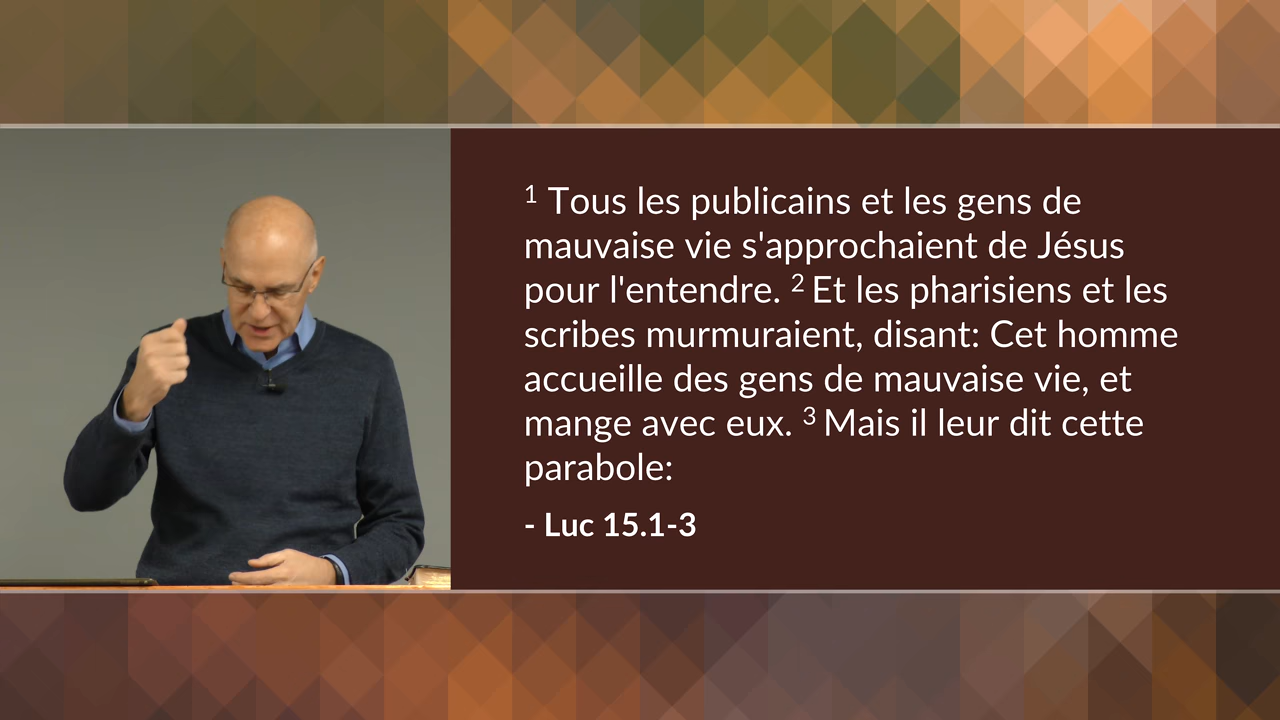 1 Tous les publicains et les gens de
mauvaise vie s'approchaient de Jésus
pour l'entendre. 2 Et les pharisiens et les
scribes murmuraient, disant: Cet homme
accueille des gens de mauvaise vie, et
mange avec eux. 3 Mais il leur dit cette
parabole:
- Luc 15.1-3